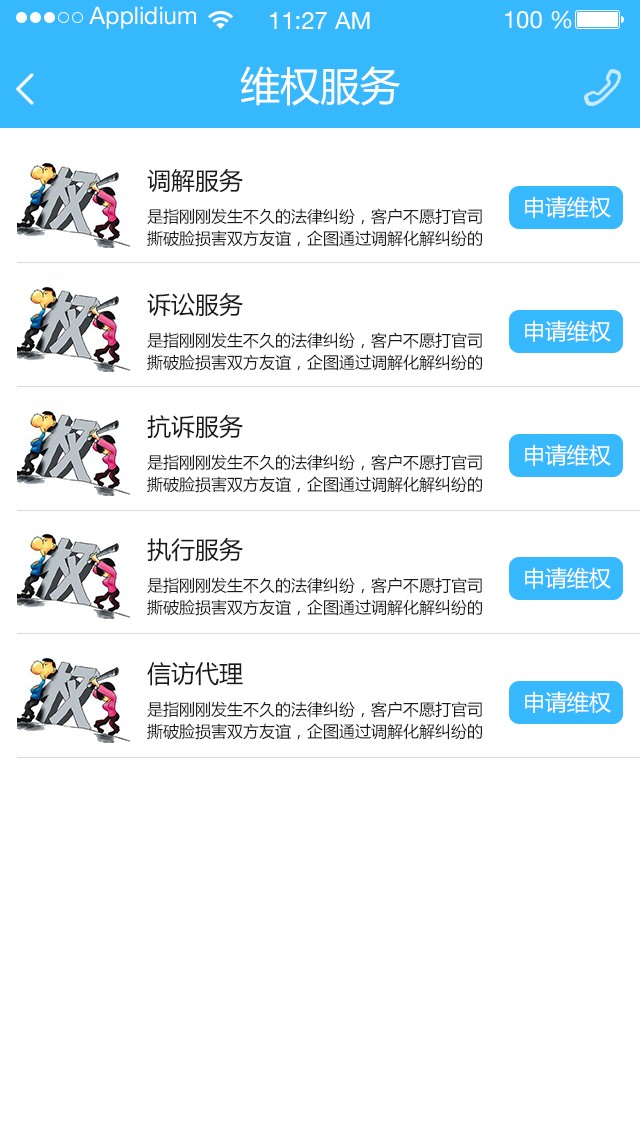 Applidium 11:27 AM 100 %
维权服务
权
调解服务
是指刚刚发生不久的法律纠纷，客户不愿打官司
撕破脸损害双方友谊，企图通过调解化解纠纷的
申请维权
权
诉讼服务
是指刚刚发生不久的法律纠纷，客户不愿打官司
撕破脸损害双方友谊，企图通过调解化解纠纷的
申请维权
权
抗诉服务
是指刚刚发生不久的法律纠纷，客户不愿打官司
撕破脸损害双方友谊，企图通过调解化解纠纷的
申请维权
权
执行服务
是指刚刚发生不久的法律纠纷，客户不愿打官司
撕破脸损害双方友谊，企图通过调解化解纠纷的
申请维权
权
信访代理
是指刚刚发生不久的法律纠纷，客户不愿打官司
撕破脸损害双方友谊，企图通过调解化解纠纷的
申请维权